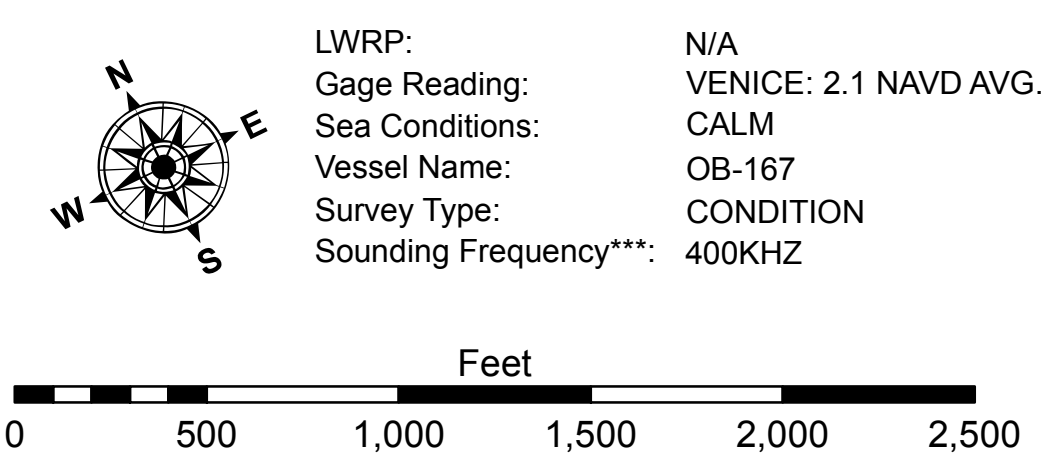 N
E
W
S
LWRP: N/A
Gage Reading: VENICE: 2.1 NAVD AVG.
Sea Conditions: CALM
Vessel Name: OB-167
Survey Type: CONDITION
Sounding Frequency***: 400KHZ
Feet
0 500 1,000 1,500 2,000 2,500